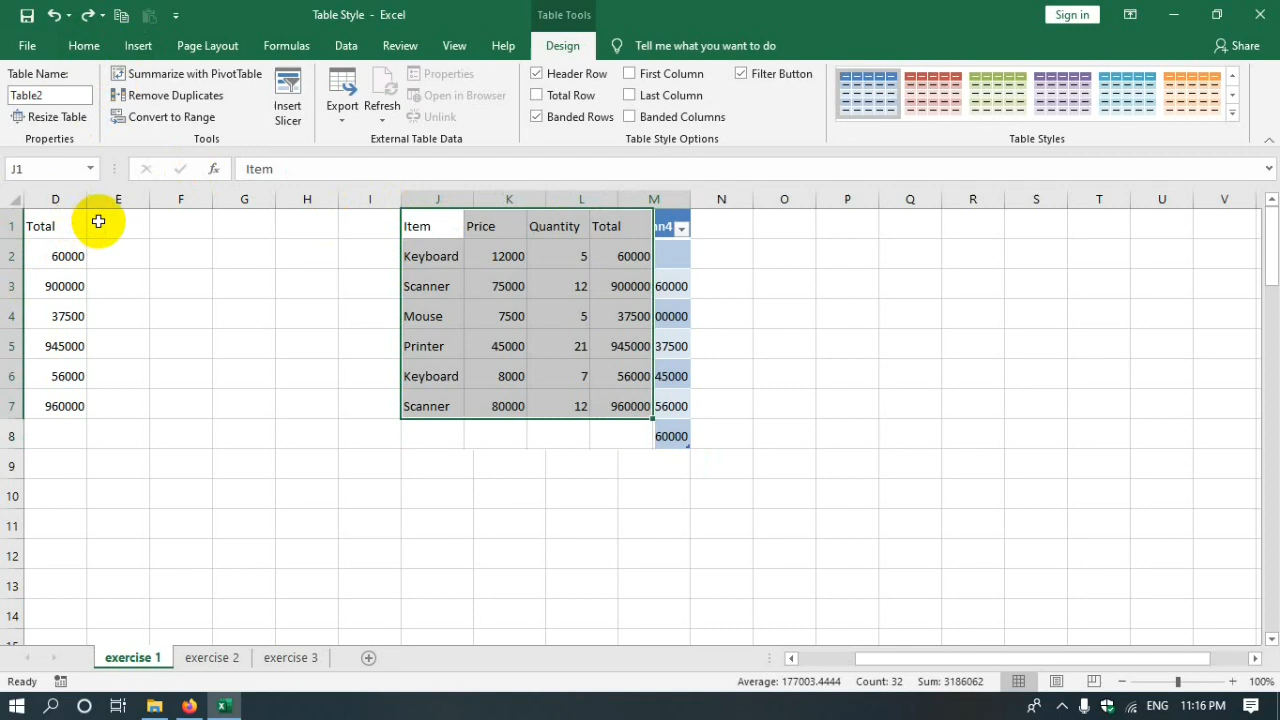 Table Style - Excel
Table Tools
Sign in
File
Home
Insert
Page Layout
Formulas
Data
Review
View
Help
Design
Tell me what you want to do
Share
Table Name:
Table2
Resize Table
Properties
Summarize with PivotTable
Remove Duplicates
Convert to Range
Tools
Insert
Slicer
Export
Refresh
Properties
Open in Browser
Unlink
External Table Data
Header Row
Total Row
Banded Rows
First Column
Last Column
Banded Columns
Filter Button
Table Style Options
Table Styles
J1
fx
Item
D E F G H I J K L M N O P Q R S T U V
1 Total Item Price Quantity Total nn4
2 60000 Keyboard 12000 5 60000
3 900000 Scanner 75000 12 900000 60000
4 37500 Mouse 7500 5 37500 00000
5 945000 Printer 45000 21 945000 37500
6 56000 Keyboard 8000 7 56000 45000
7 960000 Scanner 80000 12 960000 56000
8 60000
9
10
11
12
13
14
exercise 1
exercise 2
exercise 3
Ready
Average: 177003.4444
Count: 32
Sum: 3186062
100%
ENG
11:16 PM